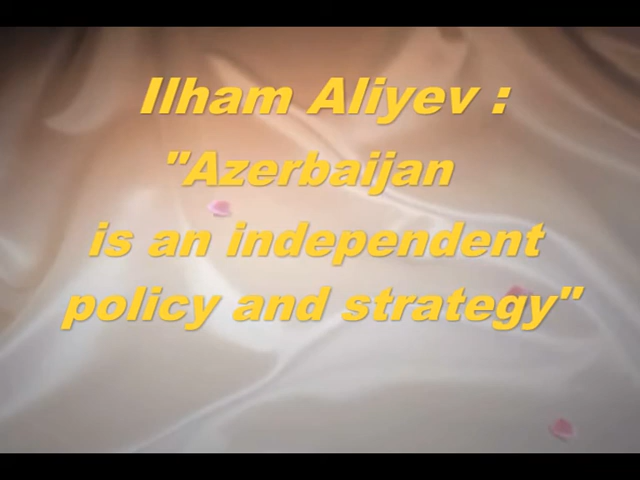 Ilham Aliyev :
"Azerbaijan
is an independent
policy and strategy"